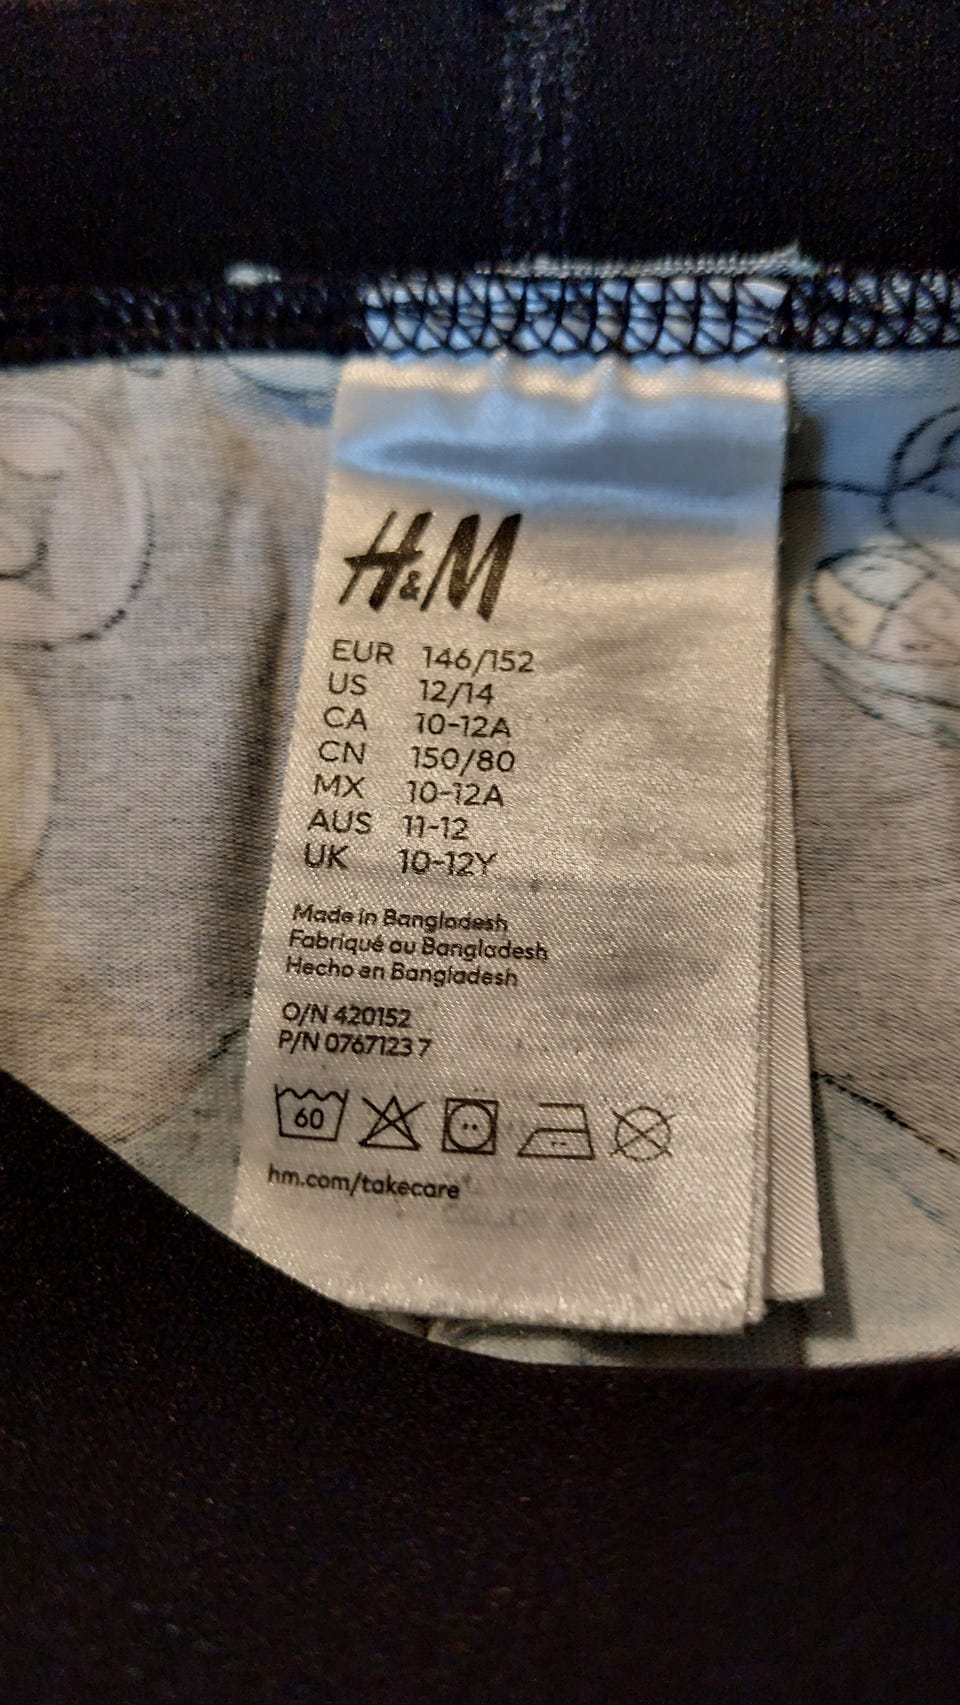 H&M
EUR 146/152
US 12/14
CA 10-12A
CN 150/80
MX 10-12A
AUS 11-12
UK 10-12Y
Made in Bangladesh
Fabriqué au Bangladesh
Hecho en Bangladesh
O/N 420152
P/N 0767123 7
60
hm.com/takecare